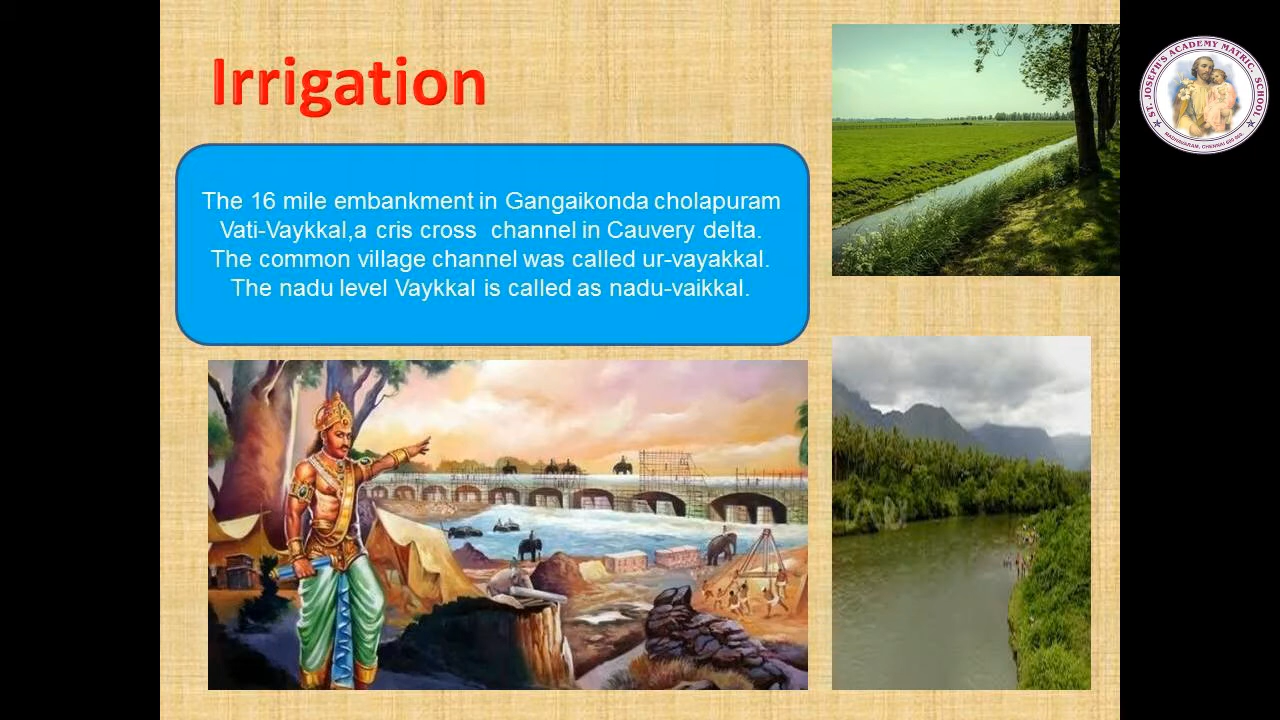 Irrigation
The 16 mile embankment in Gangaikonda cholapuram
Vati-Vaykkal,a cris cross channel in Cauvery delta.
The common village channel was called ur-vayakkal.
The nadu level Vaykkal is called as nadu-vaikkal.
ST. JOSEPH'S ACADEMY MATRIC. SCHOOL